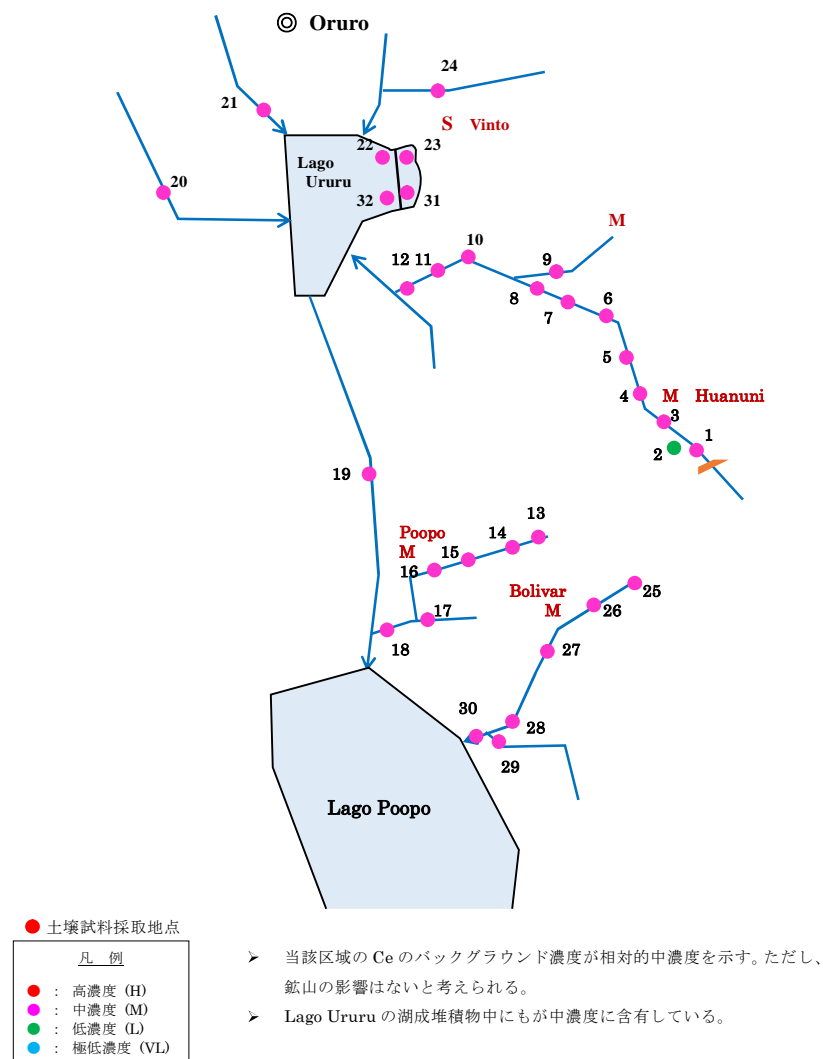 ◎ Oruro
24
21
S Vinto
22
23
Lago
Ururu
20
32
31
M
10
12 11
9
8
7
6
5
4
M Huanuni
3
1
2
19
13
Poopo
14
M
15
16
Bolivar
25
M
26
17
18
27
30
28
29
Lago Poopo
土壌試料採取地点
凡 例
： 高濃度 (H)
： 中濃度 (M)
： 低濃度 (L)
： 極低濃度 (VL)
➢ 当該区域の Ce のバックグラウンド濃度が相対的中濃度を示す。ただし、
鉱山の影響はないと考えられる。
➢ Lago Ururu の湖成堆積物中にもが中濃度に含有している。